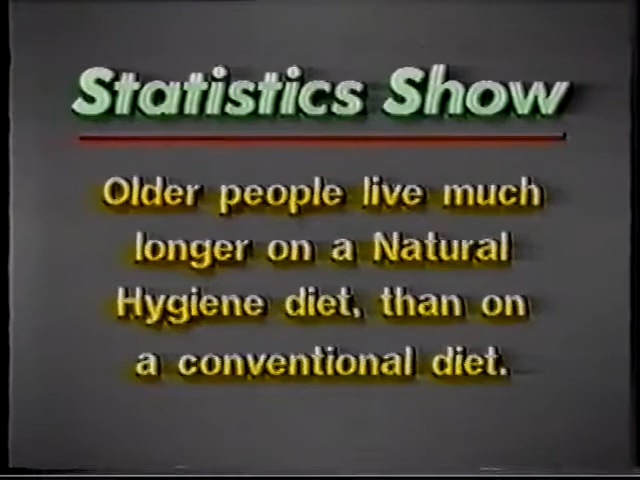 Statistics Show
Older people live much
longer on a Natural
Hygiene diet, than on
a conventional diet.